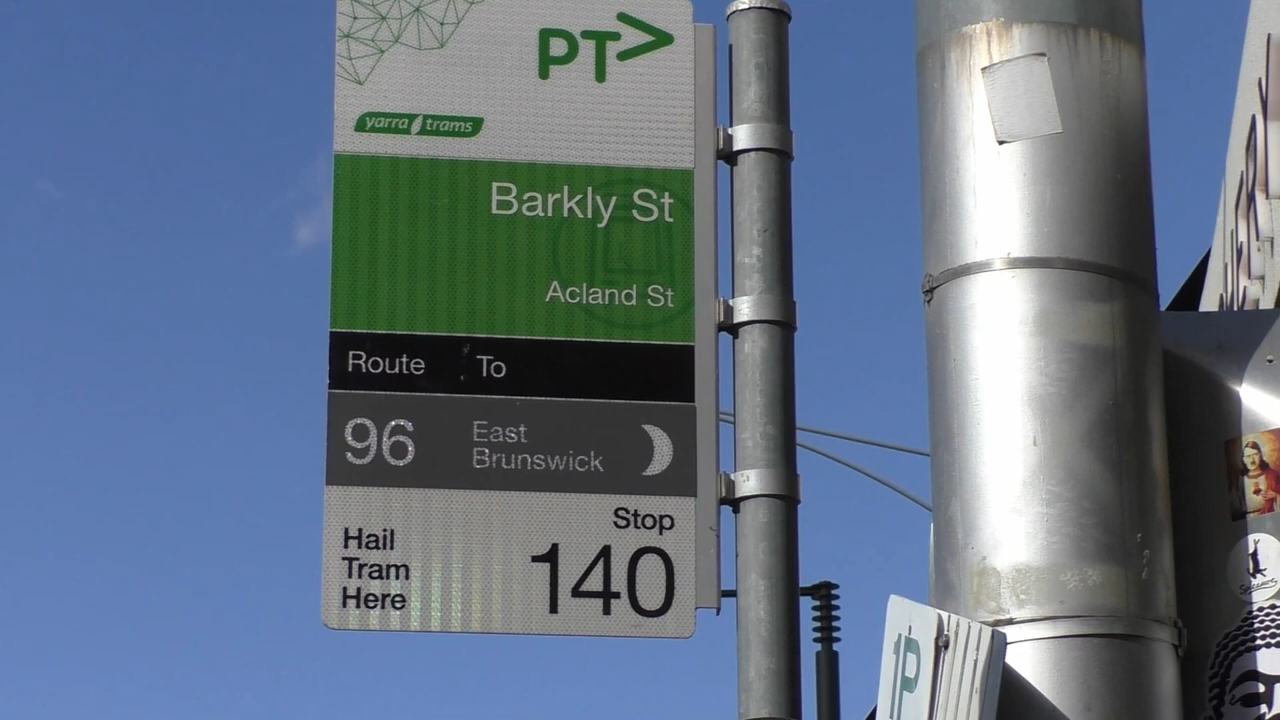 PT>
yarra trams
Barkly St
Acland St
Route To
96 East
Brunswick
Stop
140
Hail
Tram
Here
1P